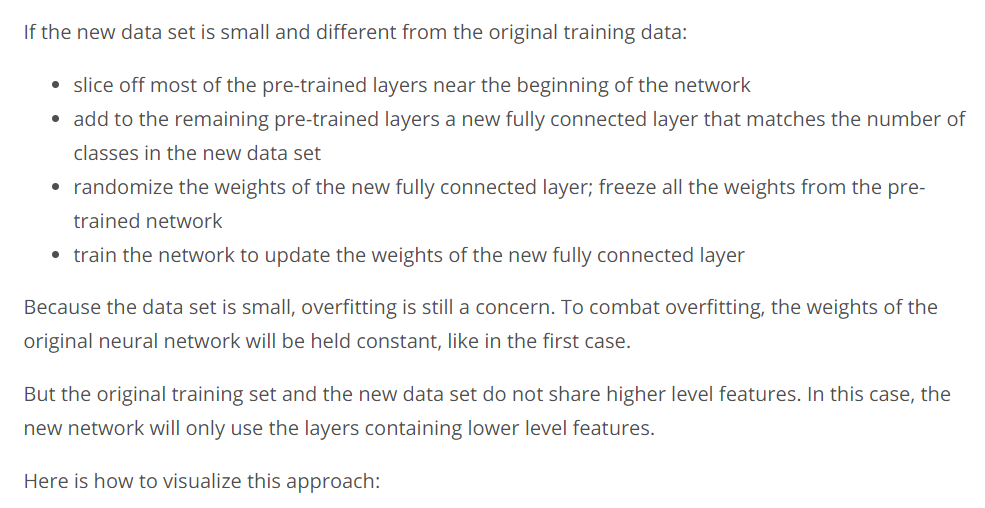 If the new data set is small and different from the original training data:
• slice off most of the pre-trained layers near the beginning of the network
• add to the remaining pre-trained layers a new fully connected layer that matches the number of
classes in the new data set
• randomize the weights of the new fully connected layer; freeze all the weights from the pre-
trained network
• train the network to update the weights of the new fully connected layer
Because the data set is small, overfitting is still a concern. To combat overfitting, the weights of the
original neural network will be held constant, like in the first case.
But the original training set and the new data set do not share higher level features. In this case, the
new network will only use the layers containing lower level features.
Here is how to visualize this approach: